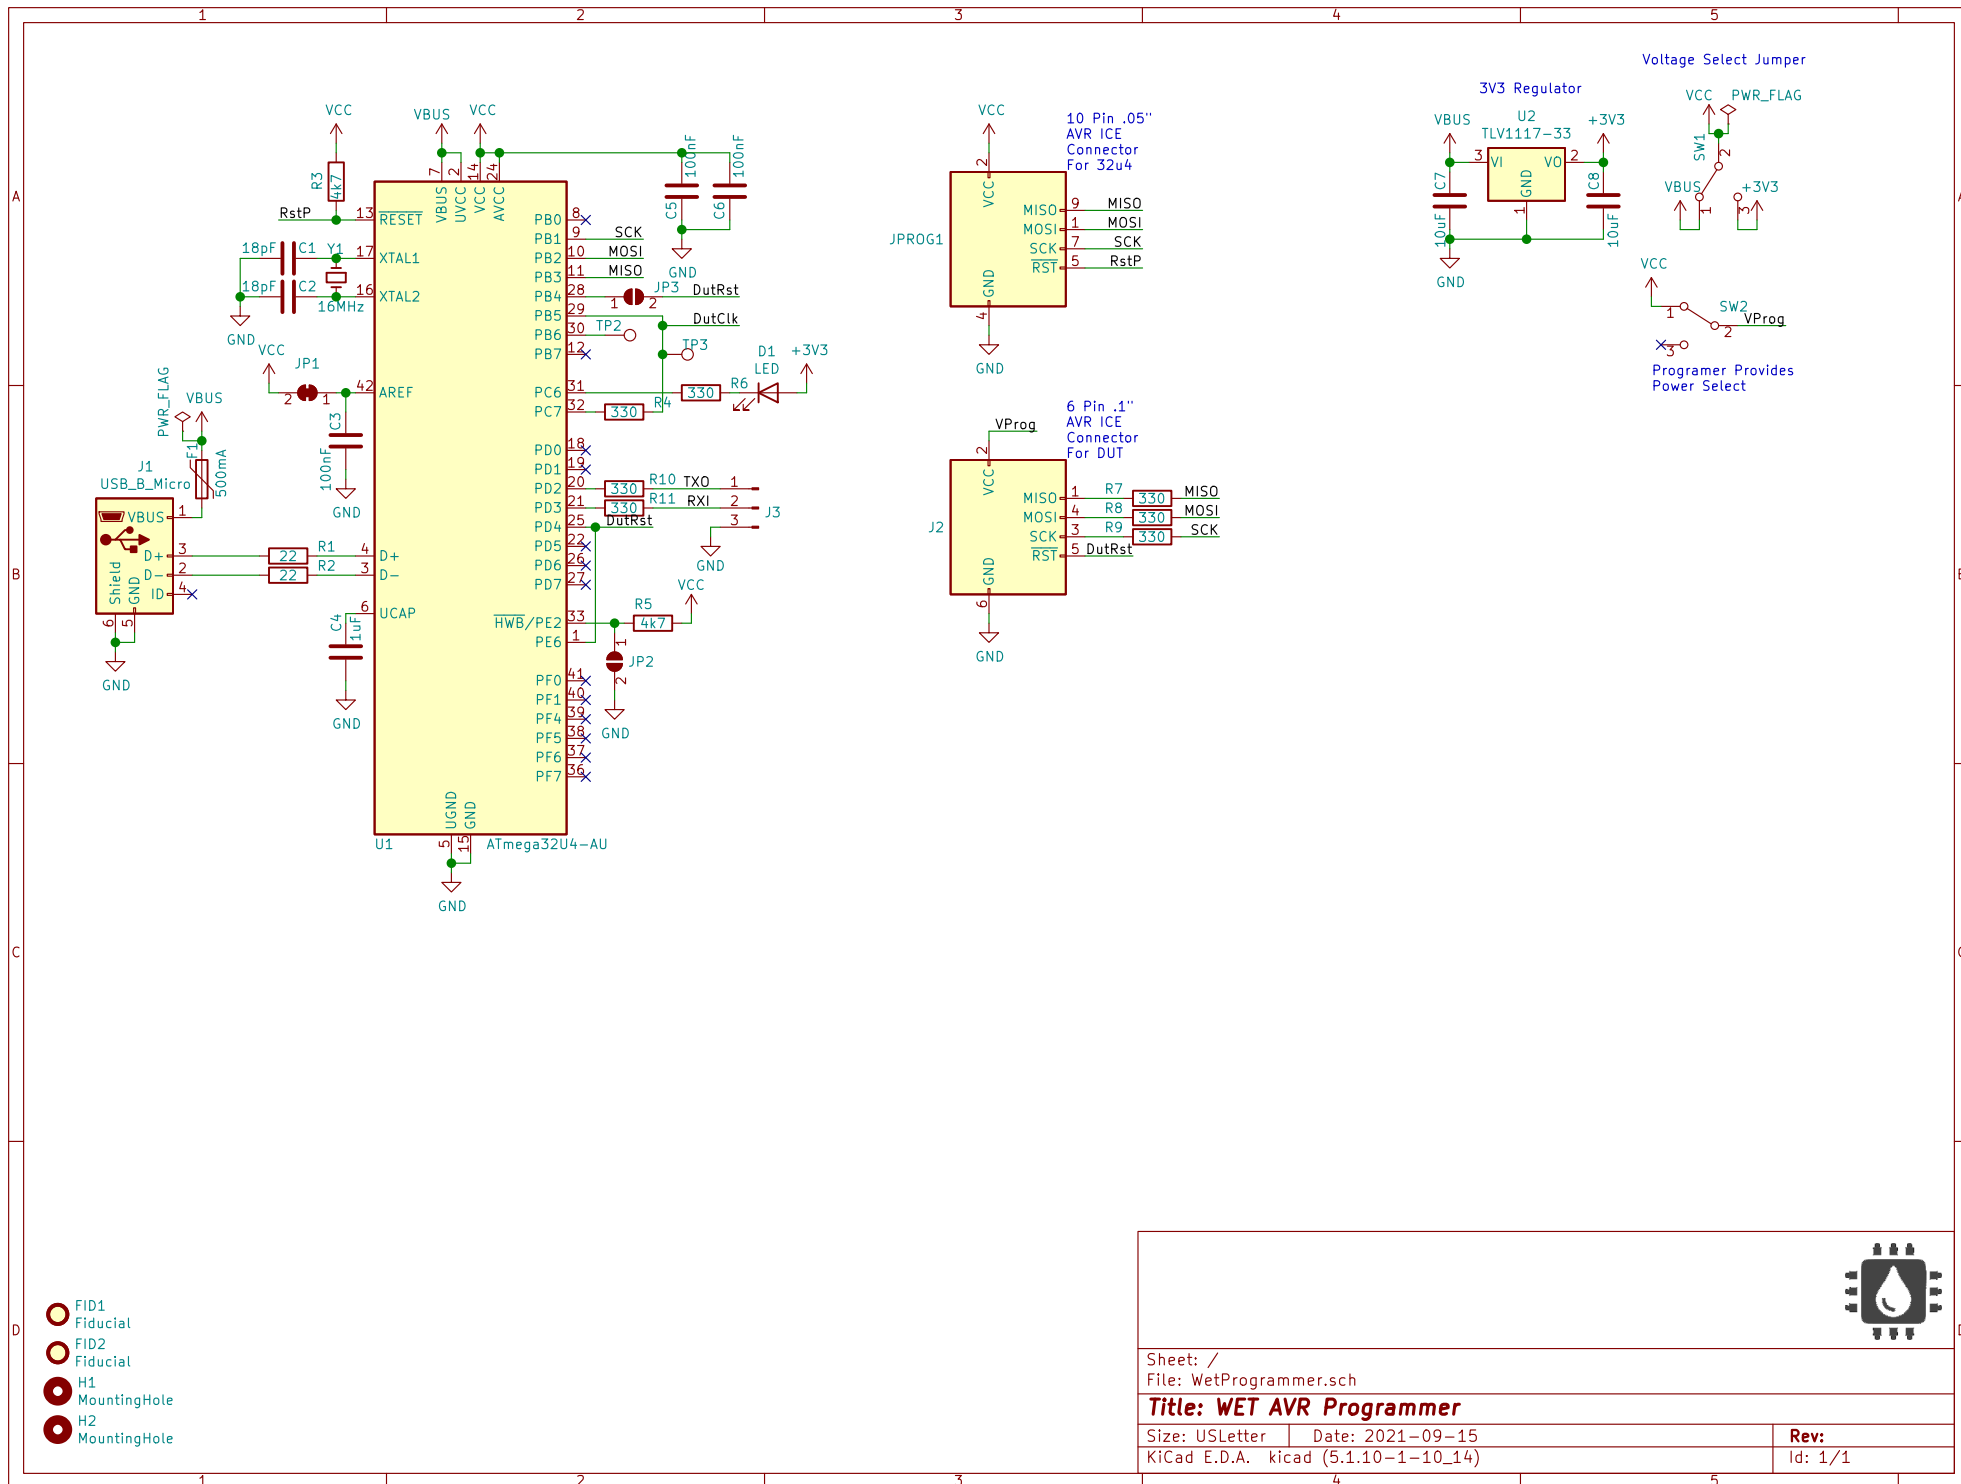 1 2 3 4 5
A
B
C
D
VCC
R3
4k7
RstP
13
RESET
18pF
C1
Y1
17
XTAL1
18pF
C2
16MHz
16
XTAL2
GND
VCC
JP1
2
1
42
AREF
C3
100nF
GND
PWR_FLAG
VBUS
F1
500mA
J1
USB_B_Micro
VBUS
1
D+
3
D-
2
ID
4
Shield
GND
6
5
GND
R1
22
4
D+
R2
22
3
D-
6
UCAP
C4
1uF
GND
VBUS
VCC
7
2
14
24
VBUS
UVCC
VCC
AVCC
UGND
GND
5
15
GND
U1
ATmega32U4-AU
PB0
8
PB1
9
SCK
PB2
10
MOSI
PB3
11
MISO
PB4
28
1
2
JP3
DutRst
PB5
29
DutClk
PB6
30
TP2
PB7
12
TP3
PC6
31
330
R6
D1
LED
+3V3
PC7
32
330
R4
PD0
18
PD1
19
PD2
20
330
R10
TXO
1
PD3
21
330
R11
RXI
2
J3
PD4
25
DutRst
3
GND
PD5
22
PD6
26
PD7
27
HWB/PE2
33
R5
4k7
VCC
PE6
1
1
JP2
2
GND
PF0
41
PF1
40
PF4
39
PF5
38
PF6
37
PF7
36
100nF
100nF
C5
C6
GND
VCC
2
10 Pin .05"
AVR ICE
Connector
For 32u4
JPROG1
VCC
MISO
9
MISO
MOSI
1
MOSI
SCK
7
SCK
RST
5
RstP
GND
4
GND
VProg
2
6 Pin .1"
AVR ICE
Connector
For DUT
J2
VCC
MISO
1
R7
330
MISO
MOSI
4
R8
330
MOSI
SCK
3
R9
330
SCK
RST
5
DutRst
GND
6
GND
3V3 Regulator
U2
TLV1117-33
VBUS
3
VI
VO
2
+3V3
GND
1
C7
10uF
C8
10uF
GND
Voltage Select Jumper
VCC
PWR_FLAG
SW1
2
VBUS
1
3
+3V3
VCC
1
SW2
2
VProg
3
Programer Provides
Power Select
FID1
Fiducial
FID2
Fiducial
H1
MountingHole
H2
MountingHole
Sheet: /
File: WetProgrammer.sch
Title: WET AVR Programmer
Size: USLetter
Date: 2021-09-15
Rev:
KiCad E.D.A. kicad (5.1.10-1-10_14)
Id: 1/1
1 2 3 4 5